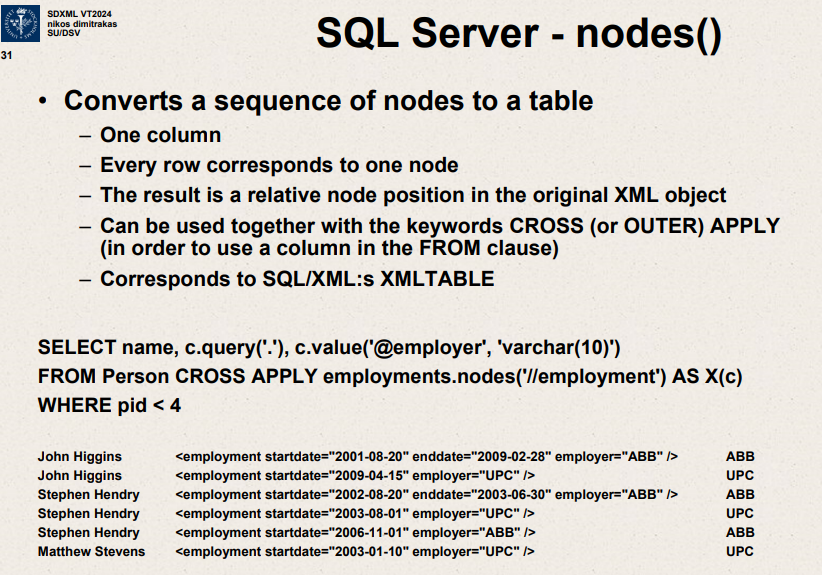 SDXML VT2024
nikos dimitrakas
SU/DSV
31
SQL Server - nodes()
• Converts a sequence of nodes to a table
– One column
– Every row corresponds to one node
– The result is a relative node position in the original XML object
– Can be used together with the keywords CROSS (or OUTER) APPLY
(in order to use a column in the FROM clause)
– Corresponds to SQL/XML:s XMLTABLE
SELECT name, c.query('.'), c.value('@employer', 'varchar(10)')
FROM Person CROSS APPLY employments.nodes('//employment') AS X(c)
WHERE pid < 4
John Higgins <employment startdate="2001-08-20" enddate="2009-02-28" employer="ABB" /> ABB
John Higgins <employment startdate="2009-04-15" employer="UPC" /> UPC
Stephen Hendry <employment startdate="2002-08-20" enddate="2003-06-30" employer="ABB" /> ABB
Stephen Hendry <employment startdate="2003-08-01" employer="UPC" /> UPC
Stephen Hendry <employment startdate="2006-11-01" employer="ABB" /> ABB
Matthew Stevens <employment startdate="2003-01-10" employer="UPC" /> UPC